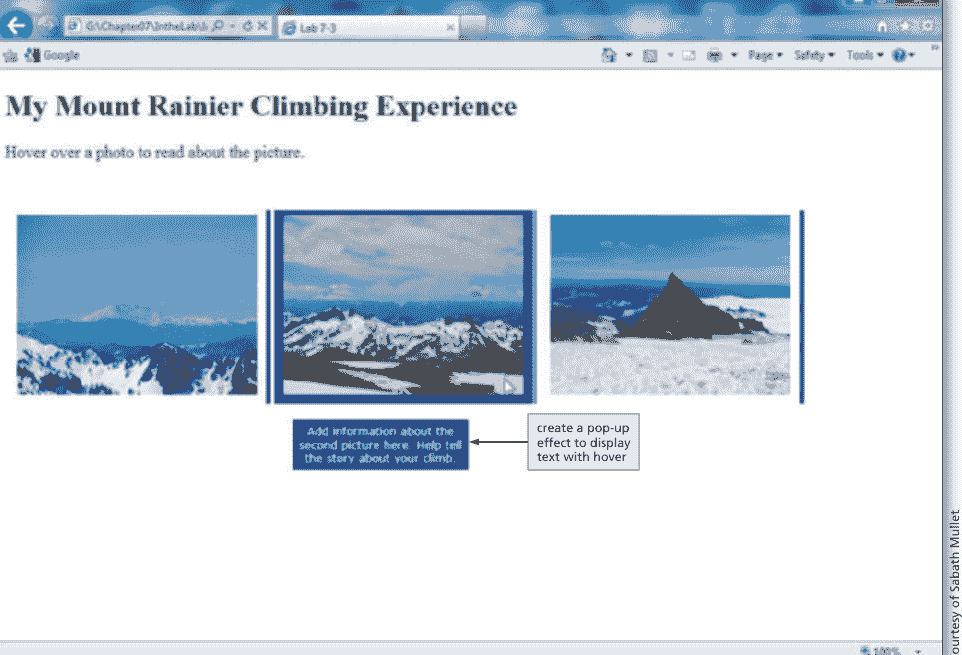 G:\Chapter07\IntheLab\l
Lab 7-3
Google
Page
Safety
Tools
My Mount Rainier Climbing Experience
Hover over a photo to read about the picture.
Add information about the
second picture here. Help tell
the story about your climb.
create a pop-up
effect to display
text with hover
100%
ourtesy of Sabath Mullet